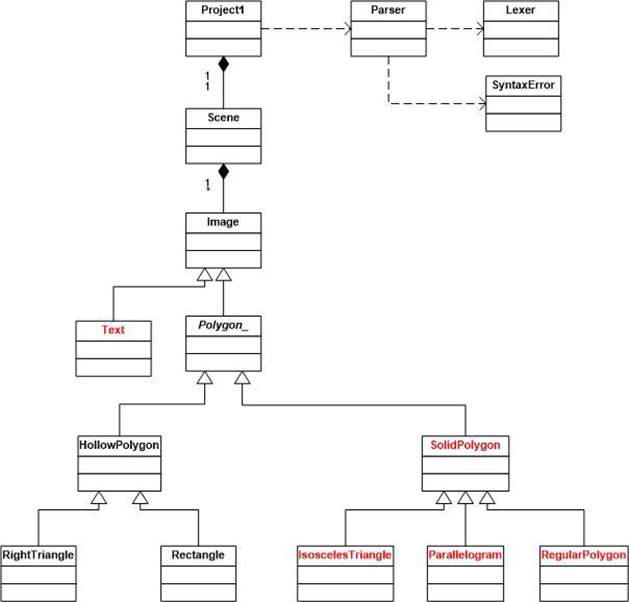 Project1
Parser
Lexer
SyntaxError
1
1
Scene
1
Image
Text
Polygon_
HollowPolygon
SolidPolygon
RightTriangle
Rectangle
IsoscelesTriangle
Parallelogram
RegularPolygon